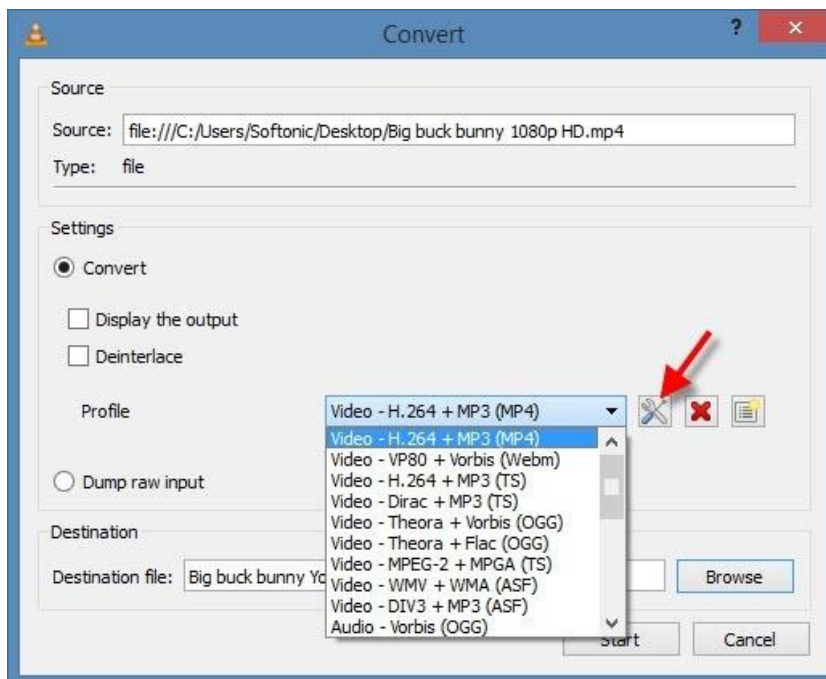 Convert
?
Source
Source: file:///C:/Users/Softonic/Desktop/Big buck bunny 1080p HD.mp4
Type: file
Settings
Convert
Display the output
Deinterlace
Profile Video - H.264 + MP3 (MP4)
Video - H.264 + MP3 (MP4)
Video - VP80 + Vorbis (Webm)
Video - H.264 + MP3 (TS)
Video - Dirac + MP3 (TS)
Video - Theora + Vorbis (OGG)
Video - Theora + Flac (OGG)
Video - MPEG-2 + MPGA (TS)
Video - WMV + WMA (ASF)
Video - DIV3 + MP3 (ASF)
Audio - Vorbis (OGG)
Dump raw input
Destination
Destination file: Big buck bunny Yo
Browse
Start Cancel